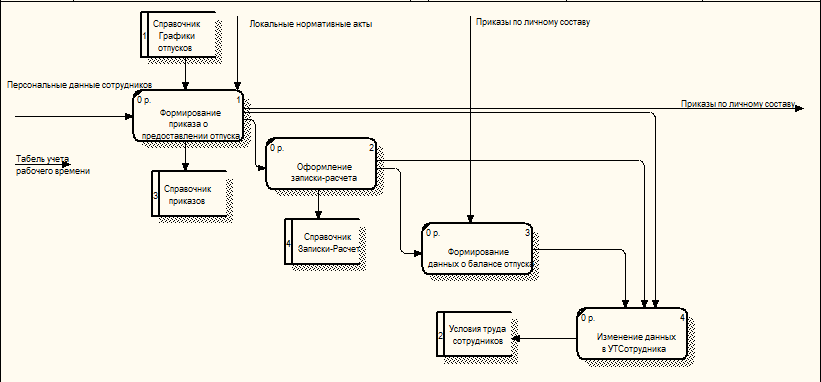 1
Справочник
Графики
отпусков
Локальные нормативные акты
Приказы по личному составу
Персональные данные сотрудников
0 р.
1
Формирование
приказа о
предоставлении отпуска
Приказы по личному составу
Табель учета
рабочего времени
3
Справочник
приказов
0 р.
2
Оформление
записки-расчета
4
Справочник
Записки-Расчет
0 р.
3
Формирование
данных о балансе отпуска
0 р.
4
Изменение данных
в УТСотрудника
2
Условия труда
сотрудников